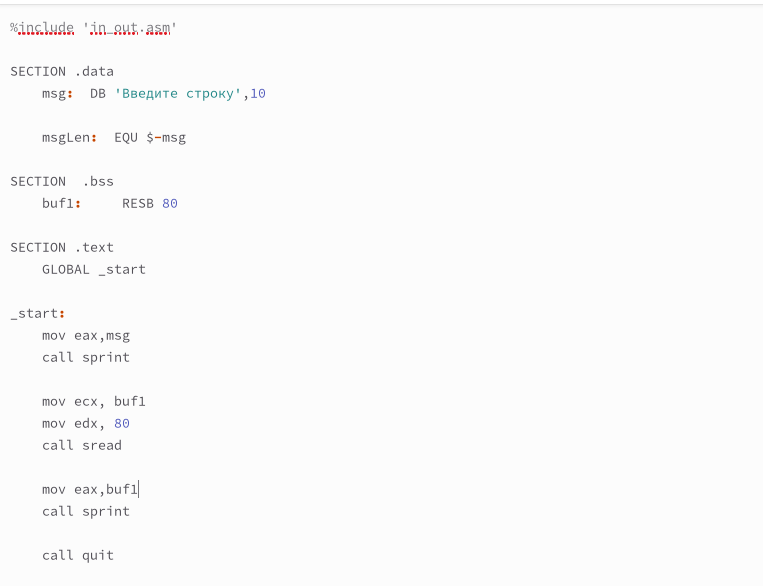 %include 'in_out.asm'
SECTION .data
msg: DB 'Введите строку',10
msgLen: EQU $-msg
SECTION .bss
buf1: RESB 80
SECTION .text
GLOBAL _start
_start:
mov eax,msg
call sprint
mov ecx, buf1
mov edx, 80
call sread
mov eax,buf1
call sprint
call quit